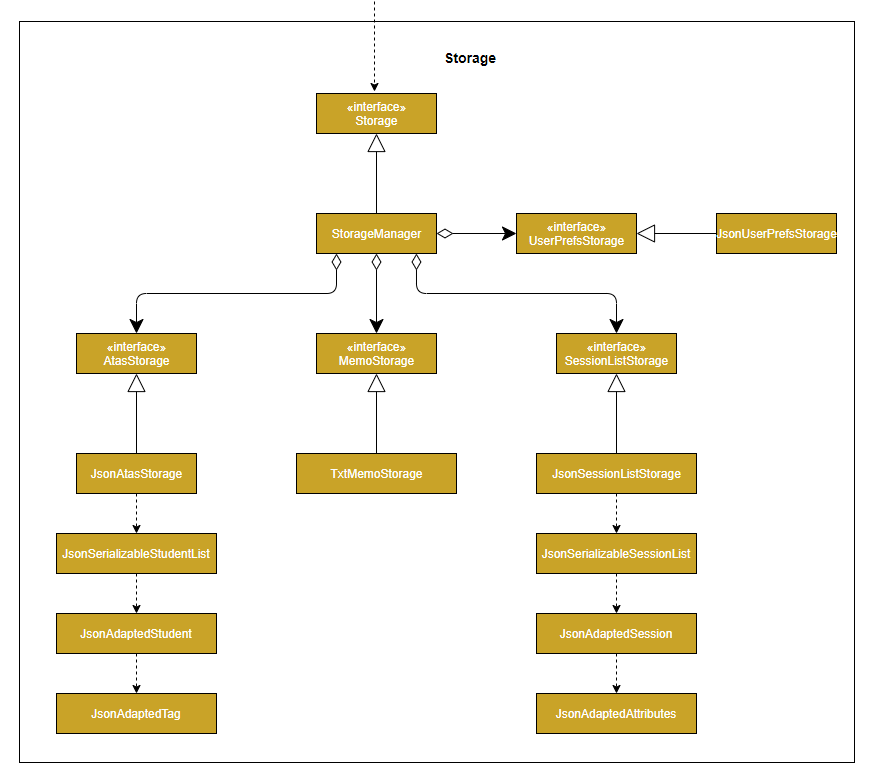 Storage
«interface»
Storage
StorageManager
«interface»
UserPrefsStorage
JsonUserPrefsStorage
«interface»
AtasStorage
«interface»
MemoStorage
«interface»
SessionListStorage
JsonAtasStorage
TxtMemoStorage
JsonSessionListStorage
JsonSerializableStudentList
JsonSerializableSessionList
JsonAdaptedStudent
JsonAdaptedSession
JsonAdaptedTag
JsonAdaptedAttributes